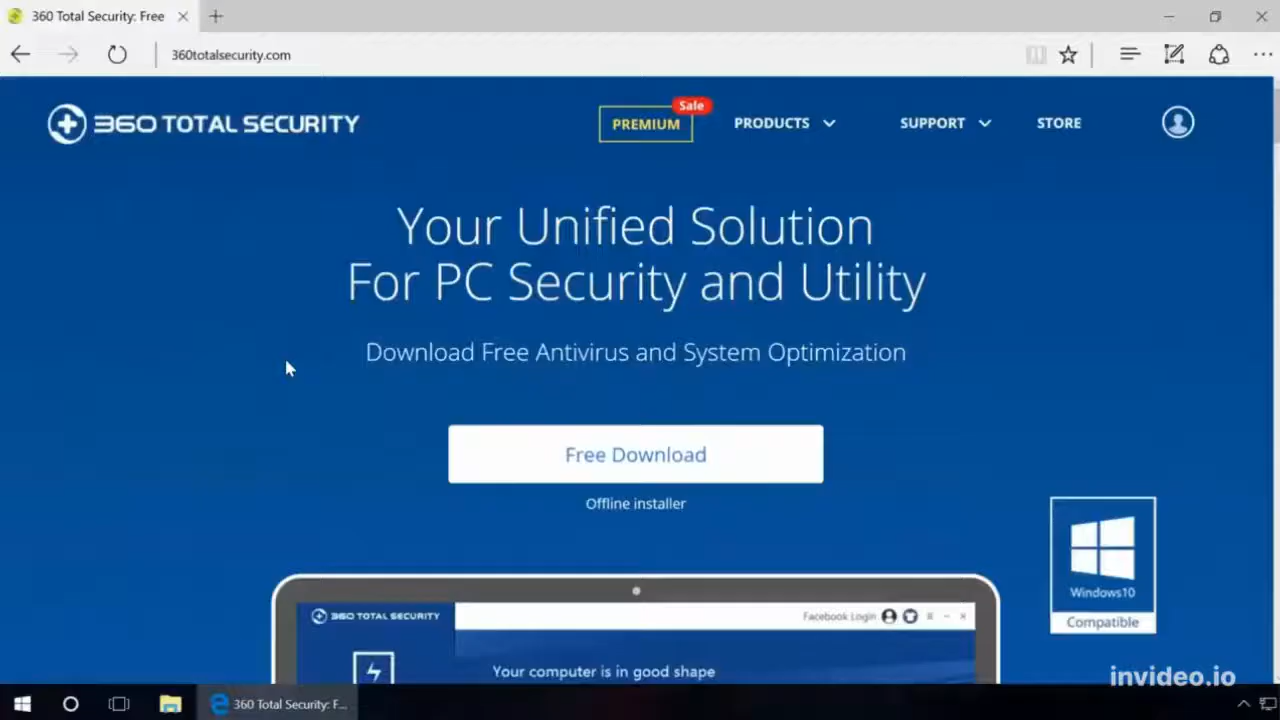 360 Total Security: Free
360totalsecurity.com
360 TOTAL SECURITY
Sale
PREMIUM
PRODUCTS
SUPPORT
STORE
Your Unified Solution
For PC Security and Utility
Download Free Antivirus and System Optimization
Free Download
Offline installer
Windows10
Compatible
360 TOTAL SECURITY
Facebook Login
Your computer is in good shape
invideo.io
360 Total Security: F...